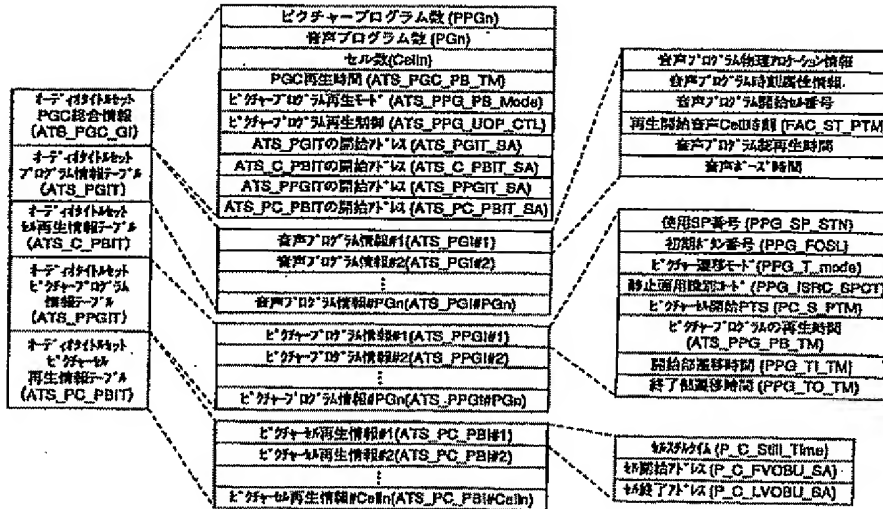 オーディオタイトルセット
PGC総合情報
(ATS_PGC_GI)
オーディオタイトルセット
プログラム情報テーブル
(ATS_PGIT)
オーディオタイトルセット
セル再生情報テーブル
(ATS_C_PBIT)
オーディオタイトルセット
ピクチャープログラム
情報テーブル
(ATS_PPGIT)
オーディオタイトルセット
ピクチャーセル
再生情報テーブル
(ATS_PC_PBIT)
ピクチャープログラム数 (PPGn)
音声プログラム数 (PGn)
セル数(Celln)
PGC再生時間 (ATS_PGC_PB_TM)
ピクチャープログラム再生モード (ATS_PPG_PB_Mode)
ピクチャープログラム再生制御 (ATS_PPG_UOP_CTL)
ATS_PGITの開始アドレス(ATS_PGIT_SA)
ATS_C_PBITの開始アドレス(ATS_C_PBIT_SA)
ATS_PPGITの開始アドレス(ATS_PPGIT_SA)
ATS_PC_PBITの開始アドレス(ATS_PC_PBIT_SA)
音声プログラム情報#1(ATS_PGI#1)
音声プログラム情報#2(ATS_PGI#2)
⋮
音声プログラム情報#PGn(ATS_PGI#PGn)
ピクチャープログラム情報#1(ATS_PPGI#1)
ピクチャープログラム情報#2(ATS_PPGI#2)
⋮
ピクチャープログラム情報#PGn(ATS_PPGI#PGn)
ピクチャーセル再生情報#1(ATS_PC_PBI#1)
ピクチャーセル再生情報#2(ATS_PC_PBI#2)
⋮
ピクチャーセル再生情報#Celln(ATS_PC_PBI#Celln)
音声プログラム物理アロケーション情報
音声プログラム時刻属性情報
音声プログラム開始セル番号
再生開始音声Cell時刻 (FAC_ST_PTM)
音声プログラム総再生時間
音声ポーズ時間
使用SP番号 (PPG_SP_STN)
初期ボタン番号 (PPG_FOSL)
ピクチャー遷移モード(PPG_T_mode)
静止画用識別コード (PPG_ISRC_SPCT)
ピクチャーセル開始PTS (PC_S_PTM)
ピクチャープログラムの再生時間
(ATS_PPG_PB_TM)
開始部遷移時間 (PPG_TI_TM)
終了部遷移時間 (PPG_TO_TM)
セルスチルタイム (P_C_Still_Time)
セル開始アドレス(P_C_FVOBU_SA)
セル終了アドレス(P_C_LVOBU_SA)